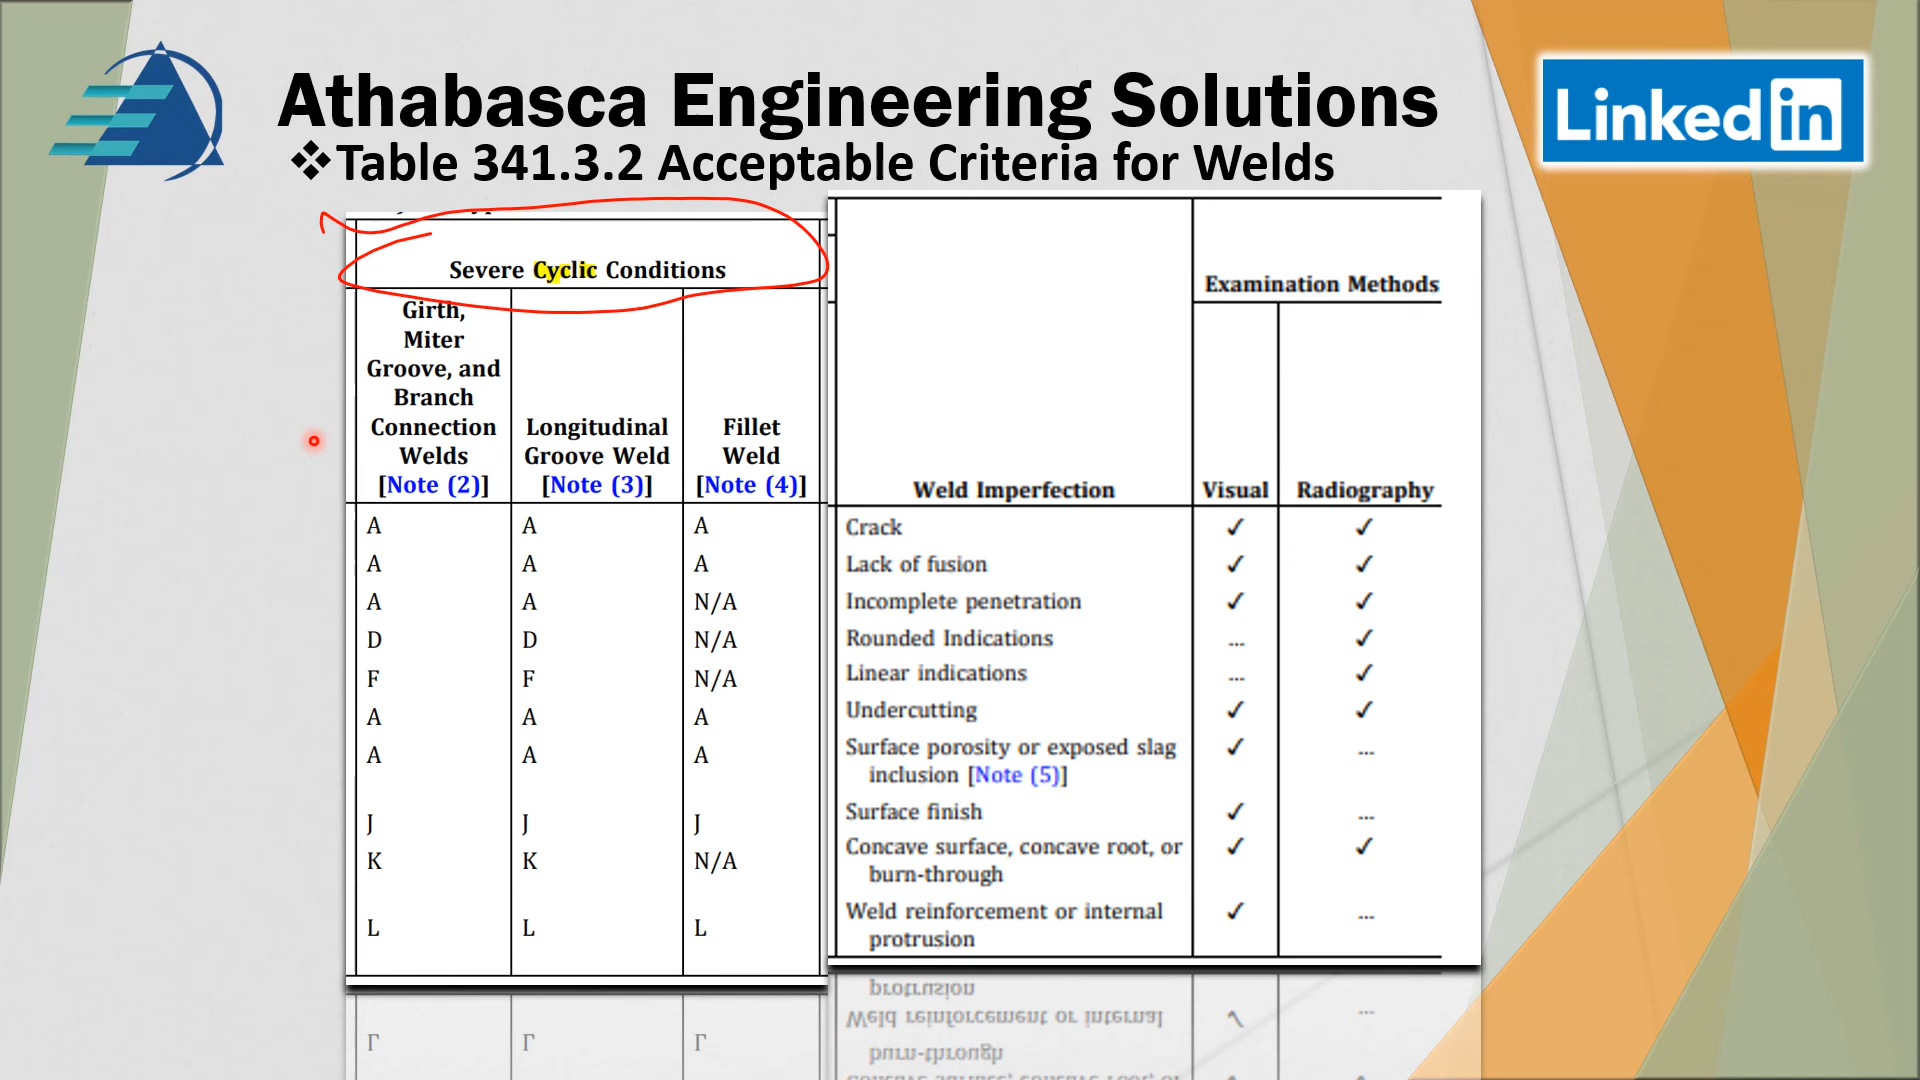 Athabasca Engineering Solutions
Linked in
❖Table 341.3.2 Acceptable Criteria for Welds
Severe Cyclic Conditions
Girth,
Miter
Groove, and
Branch
Connection
Welds
[Note (2)]
Longitudinal
Groove Weld
[Note (3)]
Fillet
Weld
[Note (4)]
A A A
A A A
A A N/A
D D N/A
F F N/A
A A A
A A A
J J J
K K N/A
L L L
Examination Methods
Weld Imperfection Visual Radiography
Crack ✓ ✓
Lack of fusion ✓ ✓
Incomplete penetration ✓ ✓
Rounded Indications ... ✓
Linear indications ... ✓
Undercutting ✓ ✓
Surface porosity or exposed slag ✓ ...
inclusion [Note (5)]
Surface finish ✓ ...
Concave surface, concave root, or ✓ ✓
burn-through
Weld reinforcement or internal ✓ ...
protrusion